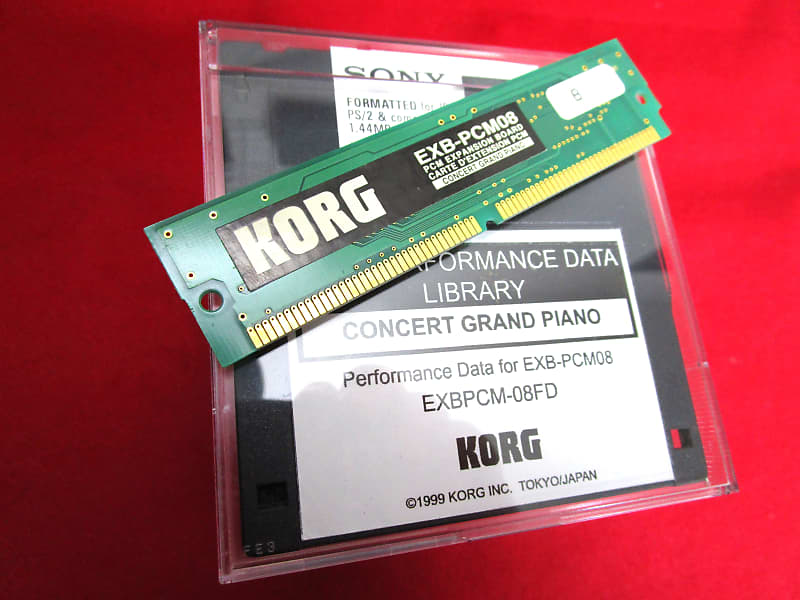 SONY
FORMATTED for
PS/2 & com
1.44MB
B
KORG
EXB-PCM08
PCM EXPANSION BOARD
CARTE D'EXTENSION PCM
CONCERT GRAND PIANO
RFORMANCE DATA
LIBRARY
CONCERT GRAND PIANO
Performance Data for EXB-PCM08
EXBPCM-08FD
KORG
©1999 KORG INC. TOKYO/JAPAN
FE3